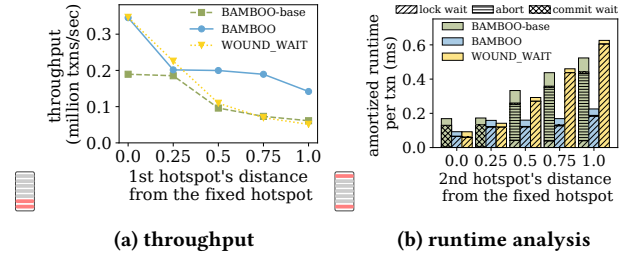 BAMBOO-base
BAMBOO
WOUND_WAIT
throughput
(million txns/sec)
0.3
0.2
0.1
0.0
0.0 0.25 0.5 0.75 1.0
1st hotspot's distance
from the fixed hotspot
(a) throughput
lock wait abort commit wait
BAMBOO-base
BAMBOO
WOUND_WAIT
amortized runtime
per txn (ms)
0.6
0.4
0.2
0.0
0.0 0.25 0.5 0.75 1.0
2nd hotspot's distance
from the fixed hotspot
(b) runtime analysis